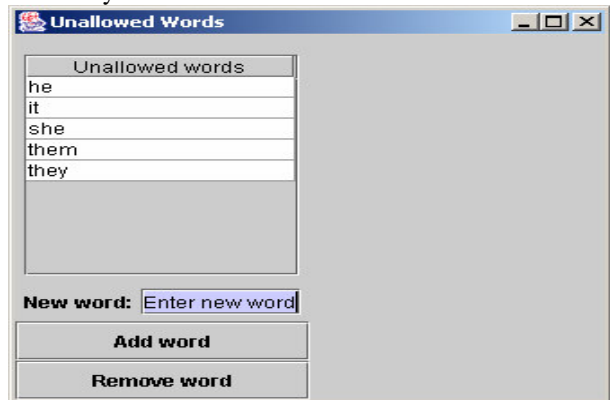 Unallowed Words
Unallowed words
he
it
she
them
they
New word: Enter new word
Add word
Remove word